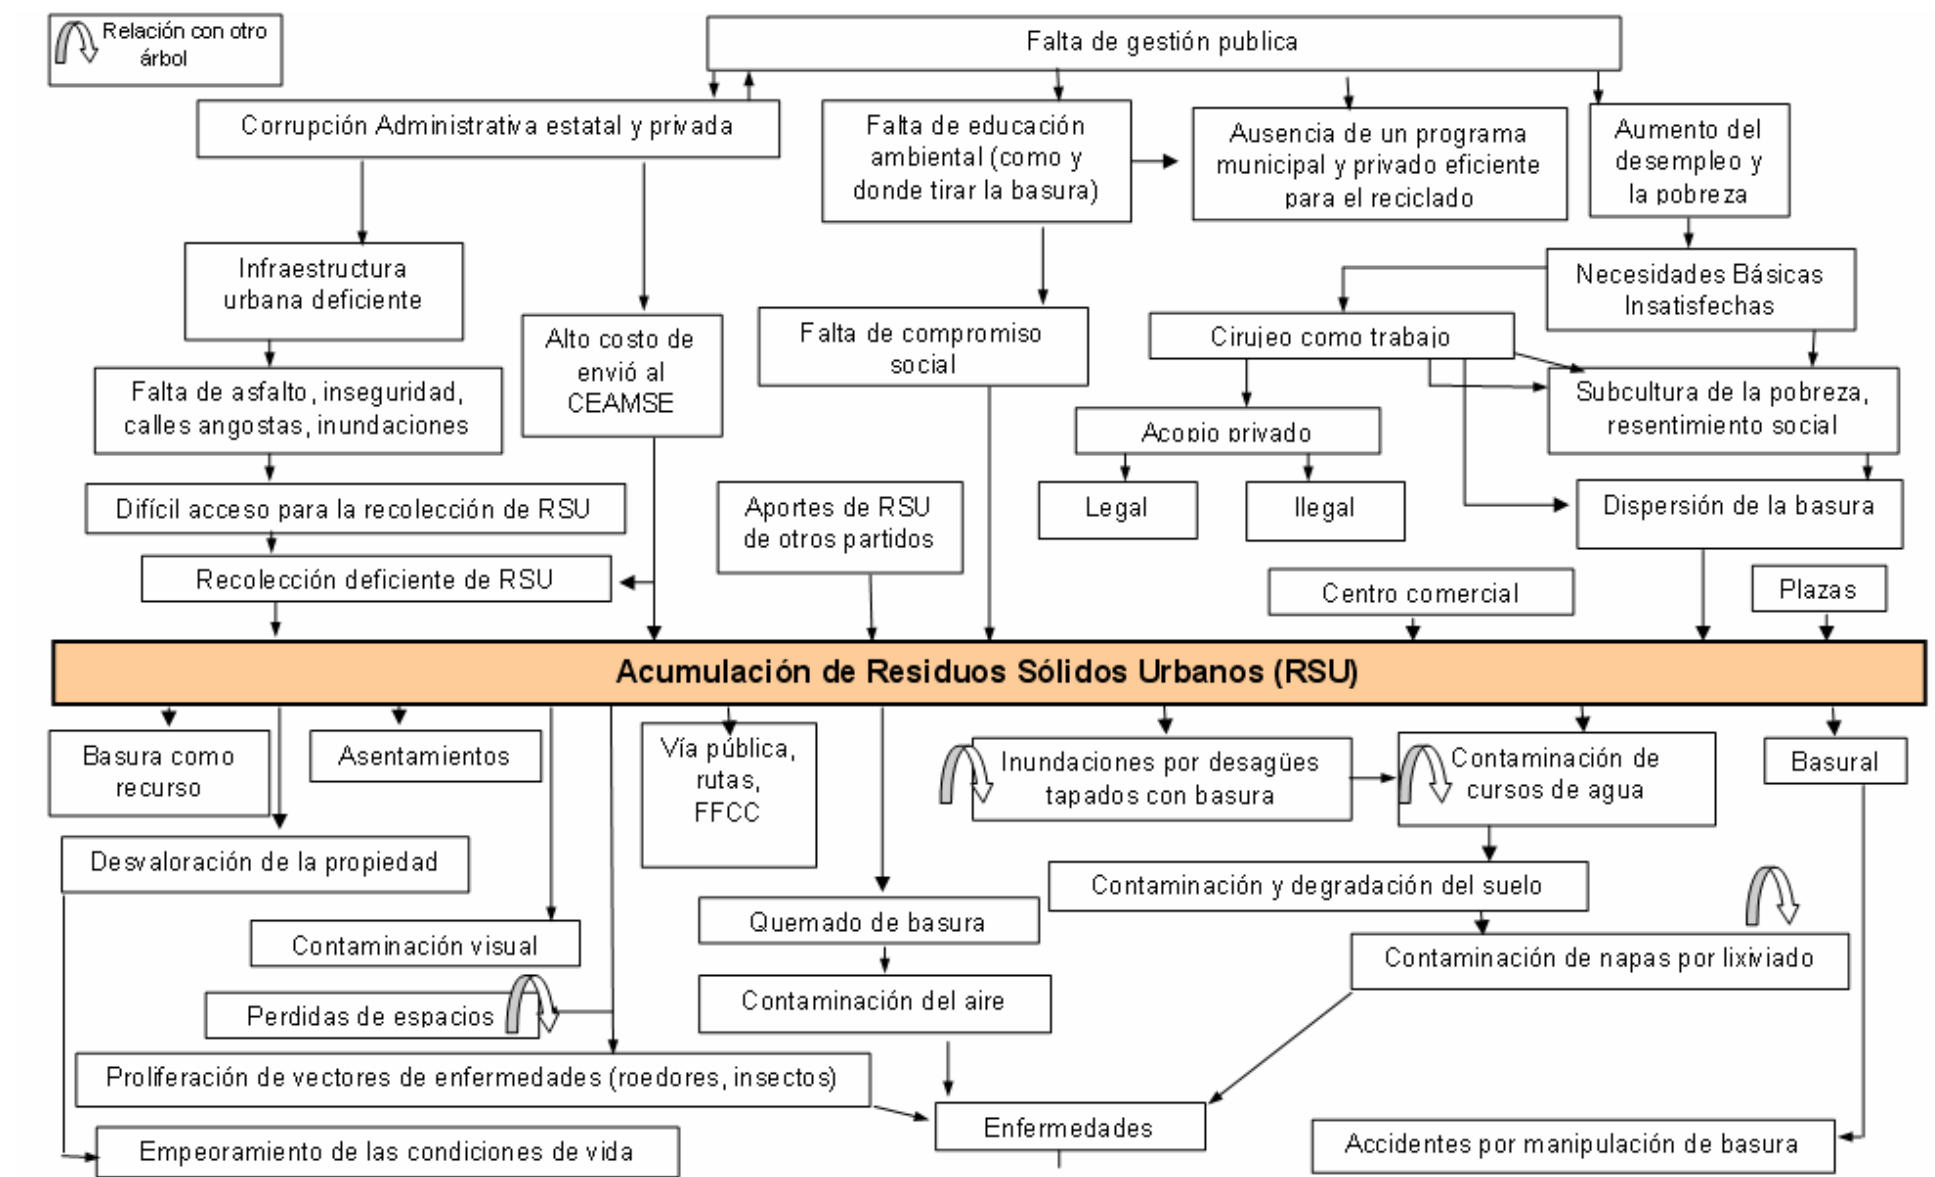 Relación con otro
árbol
Falta de gestión publica
Corrupción Administrativa estatal y privada
Falta de educación
ambiental (como y
donde tirar la basura)
Ausencia de un programa
municipal y privado eficiente
para el reciclado
Aumento del
desempleo y
la pobreza
Infraestructura
urbana deficiente
Necesidades Básicas
Insatisfechas
Alto costo de
envió al
CEAMSE
Falta de compromiso
social
Cirujeo como trabajo
Falta de asfalto, inseguridad,
calles angostas, inundaciones
Subcultura de la pobreza,
resentimiento social
Acopio privado
Difícil acceso para la recolección de RSU
Aportes de RSU
de otros partidos
Legal
Ilegal
Dispersión de la basura
Recolección deficiente de RSU
Centro comercial
Plazas
Acumulación de Residuos Sólidos Urbanos (RSU)
Basura como
recurso
Asentamientos
Vía pública,
rutas,
FFCC
Inundaciones por desagües
tapados con basura
Contaminación de
cursos de agua
Basural
Desvaloración de la propiedad
Contaminación y degradación del suelo
Quemado de basura
Contaminación visual
Contaminación de napas por lixiviado
Contaminación del aire
Perdidas de espacios
Proliferación de vectores de enfermedades (roedores, insectos)
Enfermedades
Empeoramiento de las condiciones de vida
Accidentes por manipulación de basura